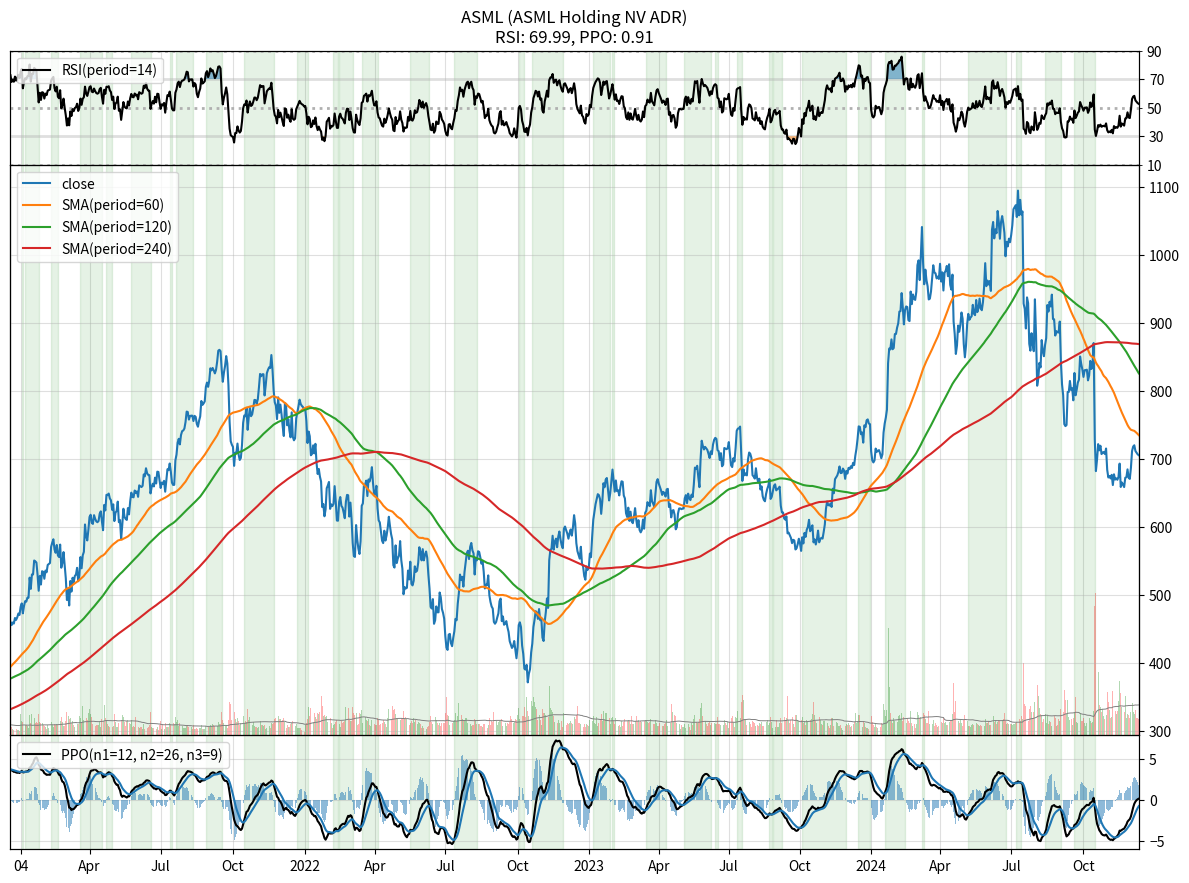 ASML (ASML Holding NV ADR)
RSI: 69.99, PPO: 0.91
RSI(period=14)
90
70
50
30
10
close
SMA(period=60)
SMA(period=120)
SMA(period=240)
1100
1000
900
800
700
600
500
400
300
PPO(n1=12, n2=26, n3=9)
5
0
−5
04 Apr Jul Oct 2022 Apr Jul Oct 2023 Apr Jul Oct 2024 Apr Jul Oct